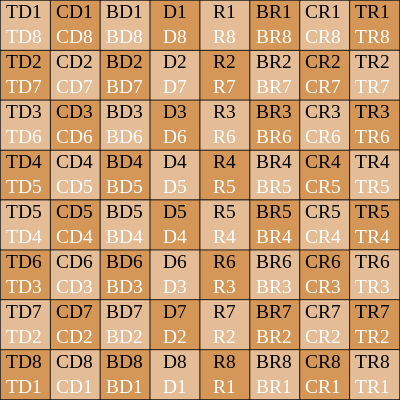 TD1 CD1 BD1 D1 R1 BR1 CR1 TR1
TD8 CD8 BD8 D8 R8 BR8 CR8 TR8
TD2 CD2 BD2 D2 R2 BR2 CR2 TR2
TD7 CD7 BD7 D7 R7 BR7 CR7 TR7
TD3 CD3 BD3 D3 R3 BR3 CR3 TR3
TD6 CD6 BD6 D6 R6 BR6 CR6 TR6
TD4 CD4 BD4 D4 R4 BR4 CR4 TR4
TD5 CD5 BD5 D5 R5 BR5 CR5 TR5
TD5 CD5 BD5 D5 R5 BR5 CR5 TR5
TD4 CD4 BD4 D4 R4 BR4 CR4 TR4
TD6 CD6 BD6 D6 R6 BR6 CR6 TR6
TD3 CD3 BD3 D3 R3 BR3 CR3 TR3
TD7 CD7 BD7 D7 R7 BR7 CR7 TR7
TD2 CD2 BD2 D2 R2 BR2 CR2 TR2
TD8 CD8 BD8 D8 R8 BR8 CR8 TR8
TD1 CD1 BD1 D1 R1 BR1 CR1 TR1